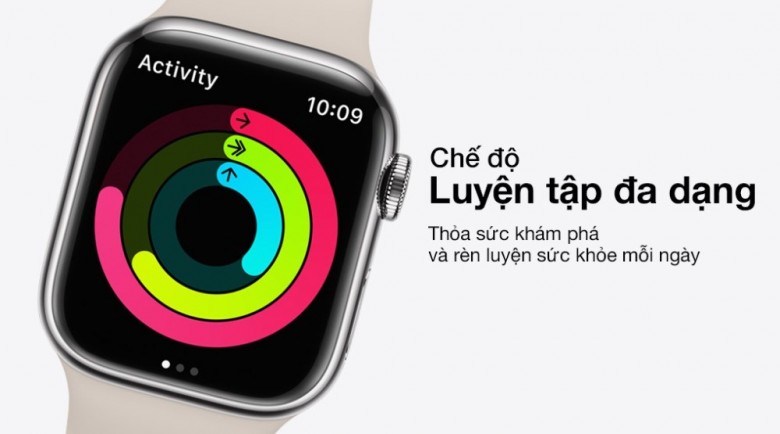 Activity
10:09
Chế độ
Luyện tập đa dạng
Thỏa sức khám phá
và rèn luyện sức khỏe mỗi ngày